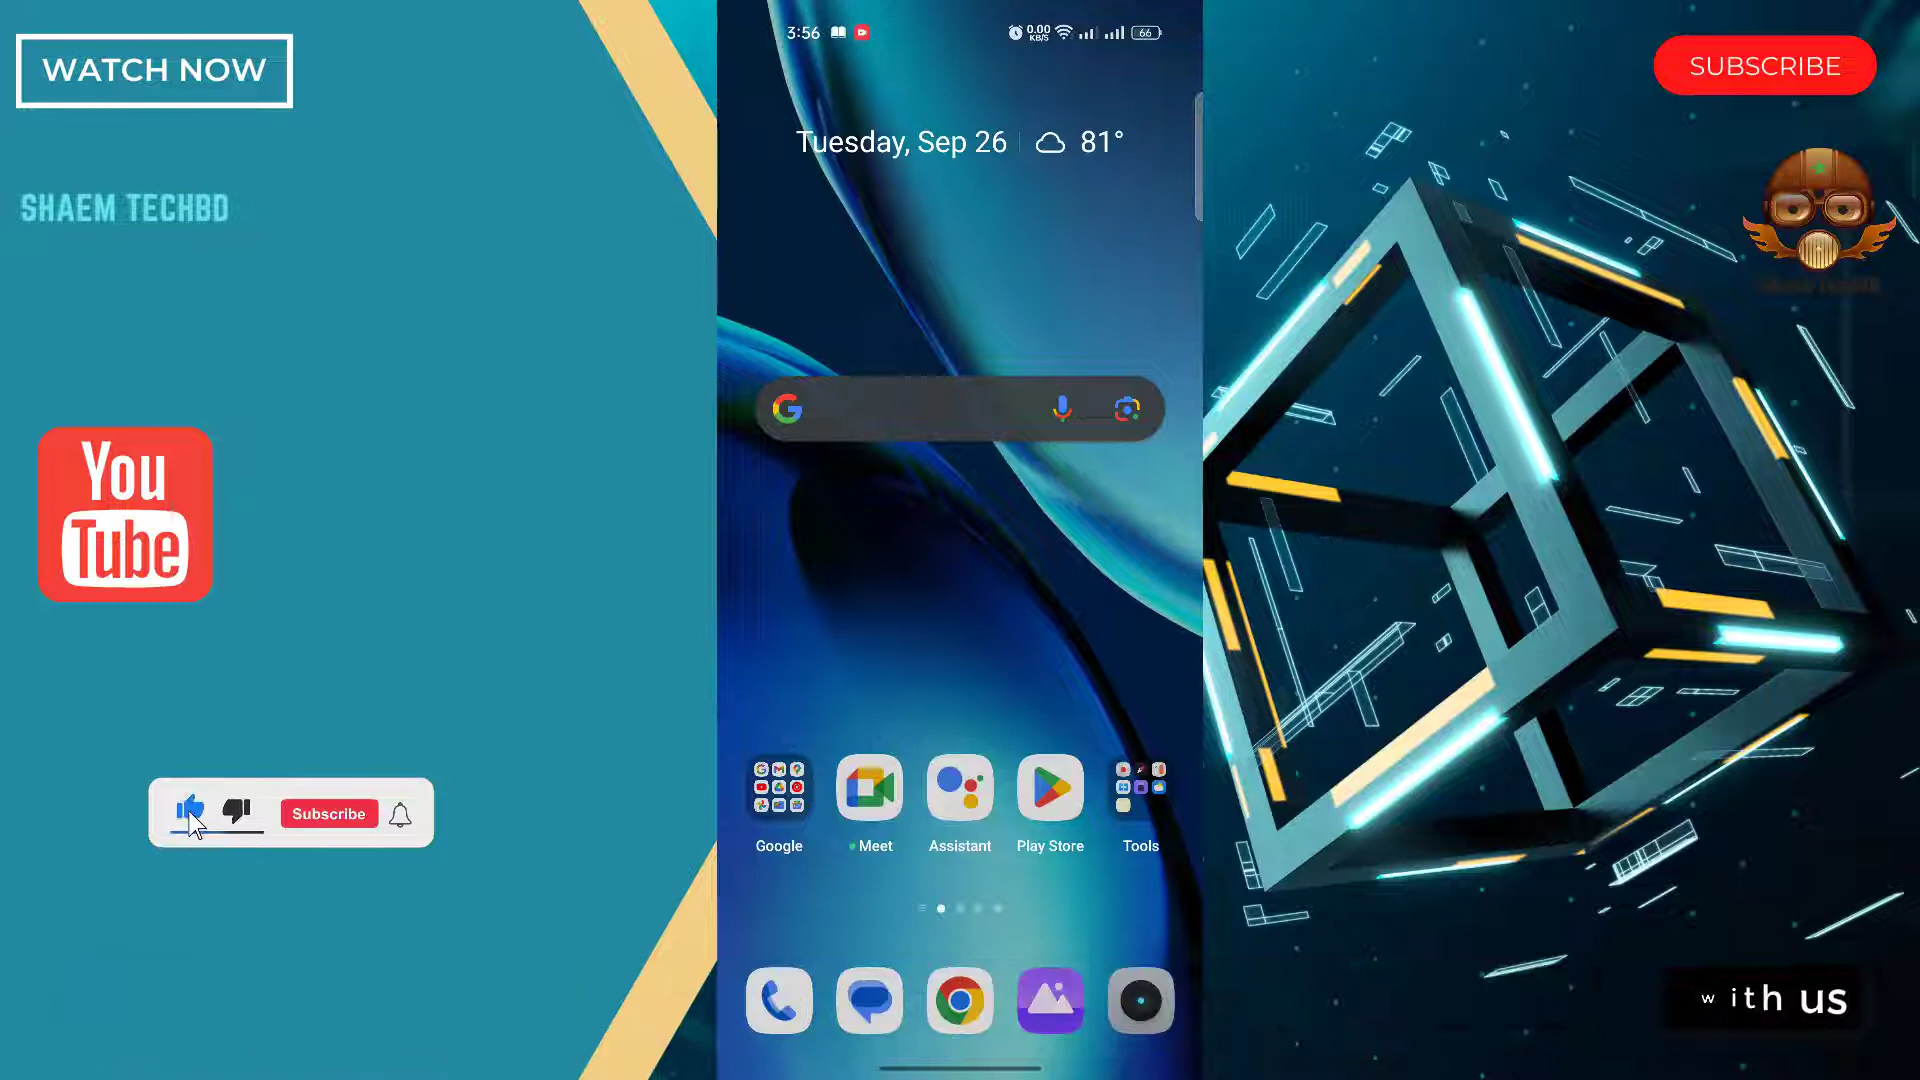 WATCH NOW
SHAEM TECHBD
You
Tube
Subscribe
3:56
0.00
KB/S
66
Tuesday, Sep 26
81°
Google
Meet
Assistant
Play Store
Tools
SUBSCRIBE
with us